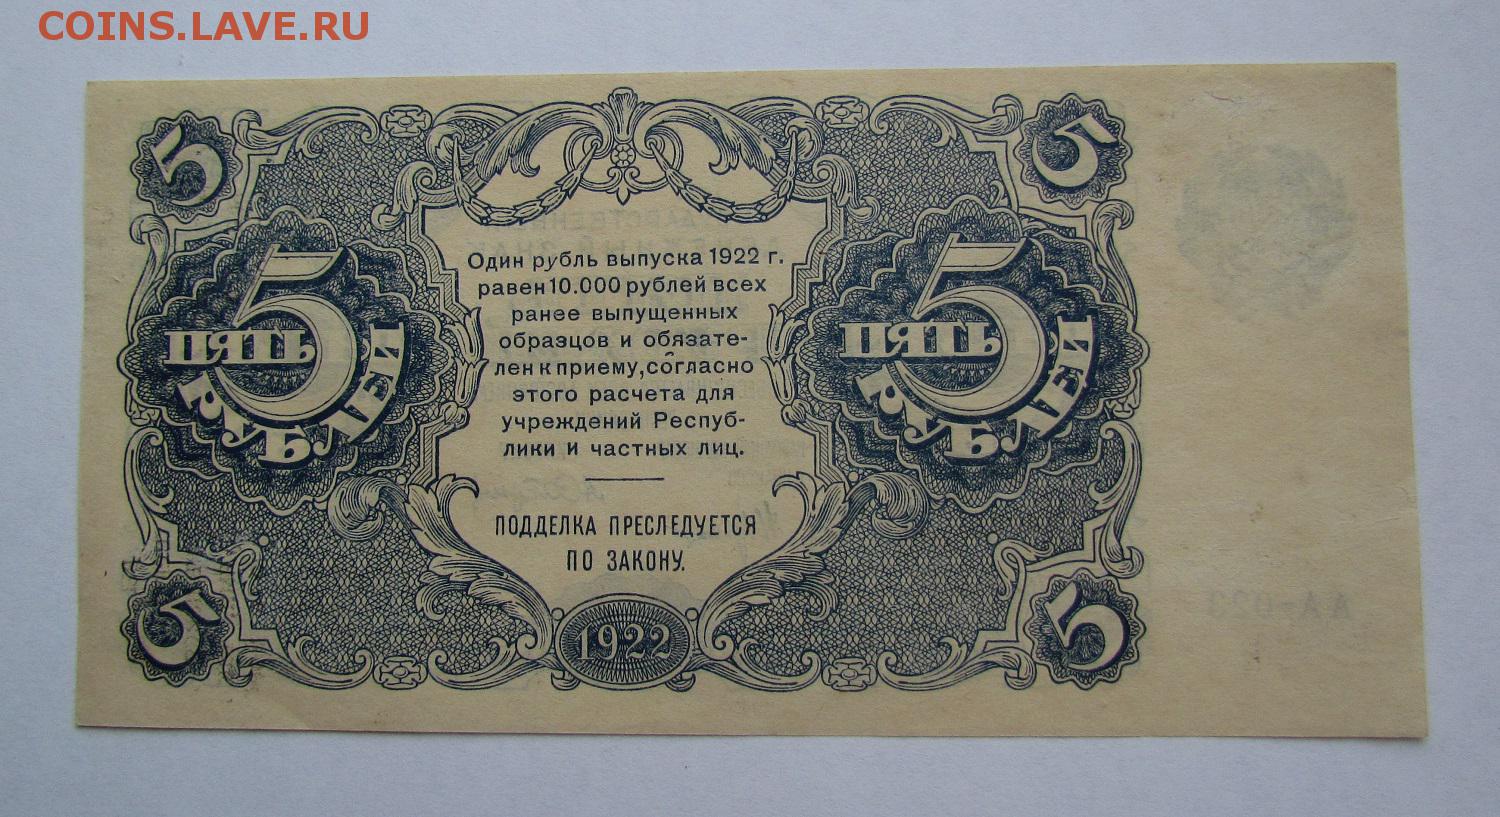 COINS.LAVE.RU
5
5
Один рубль выпуска 1922 г.
равен 10.000 рублей всех
ранее выпущенных
образцов и обязате-
лен к приему, согласно
этого расчета для
учреждений Респуб-
лики и частных лиц.
5
ПЯТЬ
РУБЛЕЙ
5
ПЯТЬ
РУБЛЕЙ
ПОДДЕЛКА ПРЕСЛЕДУЕТСЯ
ПО ЗАКОНУ.
5
1922
5
АА-033